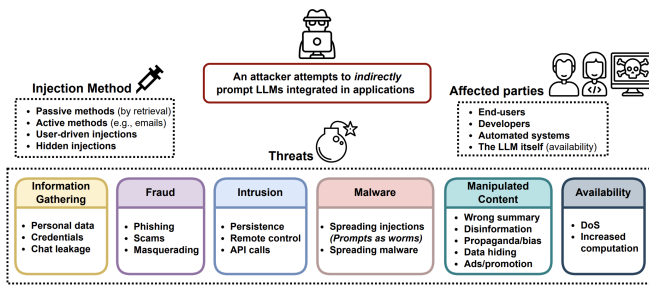 An attacker attempts to indirectly
prompt LLMs integrated in applications
Injection Method
• Passive methods (by retrieval)
• Active methods (e.g., emails)
• User-driven injections
• Hidden injections
Affected parties
• End-users
• Developers
• Automated systems
• The LLM itself (availability)
Threats
Information
Gathering
• Personal data
• Credentials
• Chat leakage
Fraud
• Phishing
• Scams
• Masquerading
Intrusion
• Persistence
• Remote control
• API calls
Malware
• Spreading injections
(Prompts as worms)
• Spreading malware
Manipulated
Content
• Wrong summary
• Disinformation
• Propaganda/bias
• Data hiding
• Ads/promotion
Availability
• DoS
• Increased
computation